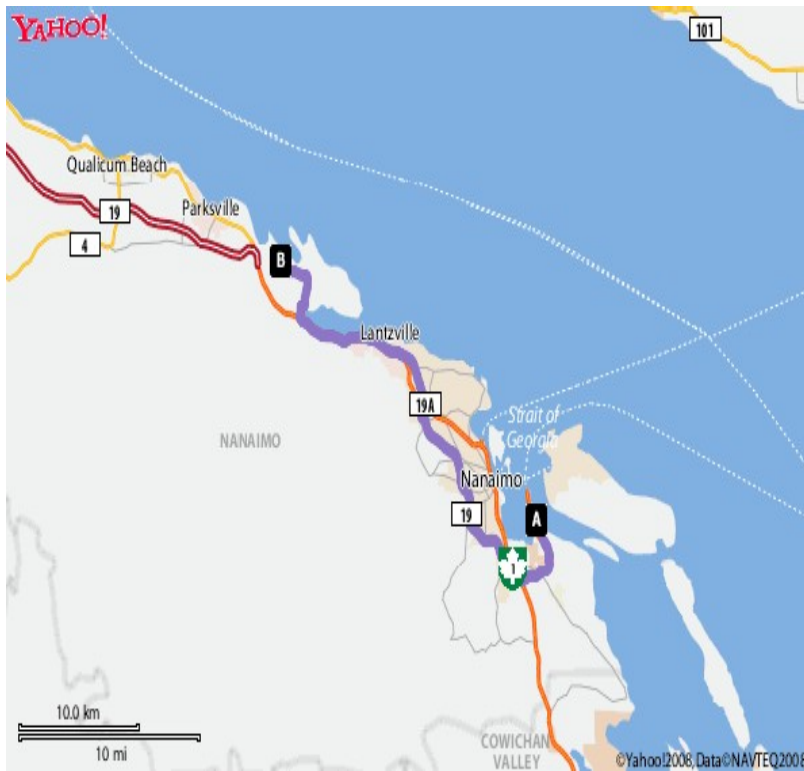 YAHOO!
101
Qualicum Beach
19
Parksville
4
B
Lantzville
19A
Strait of
Georgia
NANAIMO
Nanaimo
19
A
1
10.0 km
10 mi
COWICHAN
VALLEY
©Yahoo!2008, Data©NAVTEQ2008